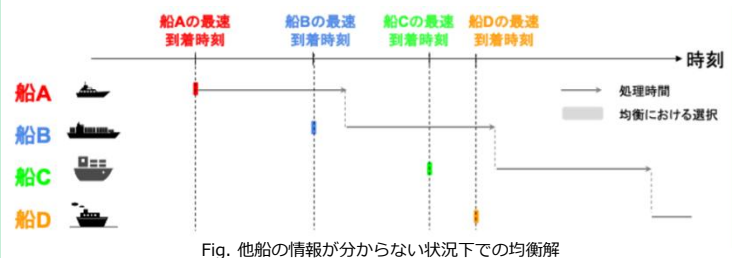 船Aの最速
到着時刻
船Bの最速
到着時刻
船Cの最速
到着時刻
船Dの最速
到着時刻
時刻
船A
処理時間
均衡における選択
船B
船C
船D
Fig. 他船の情報が分からない状況下での均衡解